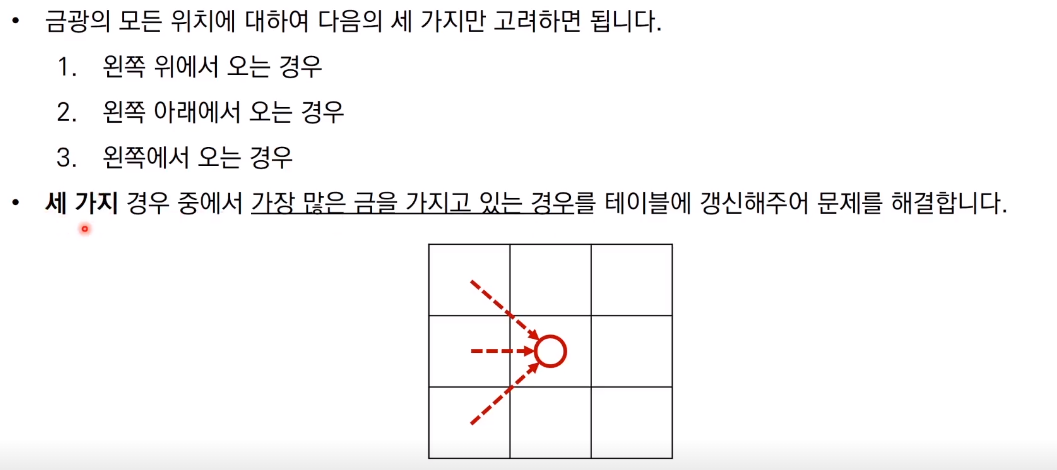 • 금광의 모든 위치에 대하여 다음의 세 가지만 고려하면 됩니다.
1. 왼쪽 위에서 오는 경우
2. 왼쪽 아래에서 오는 경우
3. 왼쪽에서 오는 경우
• 세 가지 경우 중에서 가장 많은 금을 가지고 있는 경우를 테이블에 갱신해주어 문제를 해결합니다.